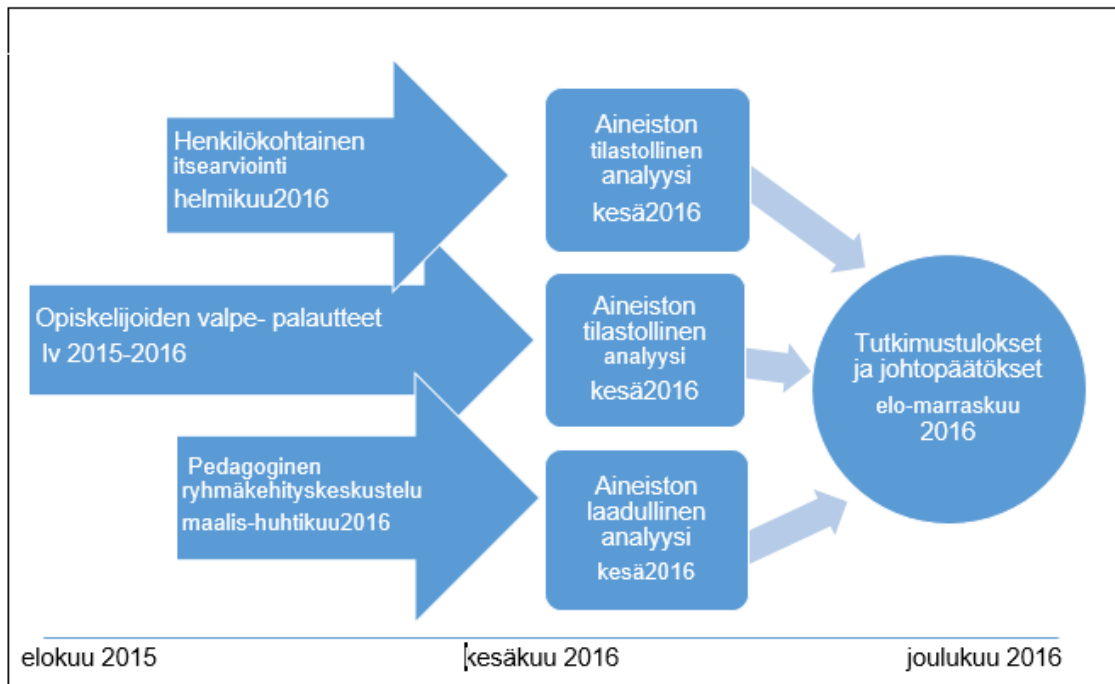 Henkilökohtainen
itsearviointi
helmikuu2016
Aineiston
tilastollinen
analyysi
kesä2016
Opiskelijoiden valpe- palautteet
lv 2015-2016
Aineiston
tilastollinen
analyysi
kesä2016
Tutkimustulokset
ja johtopäätökset
elo-marraskuu
2016
Pedagoginen
ryhmäkehityskeskustelu
maalis-huhtikuu2016
Aineiston
laadullinen
analyysi
kesä2016
elokuu 2015
kesäkuu 2016
joulukuu 2016